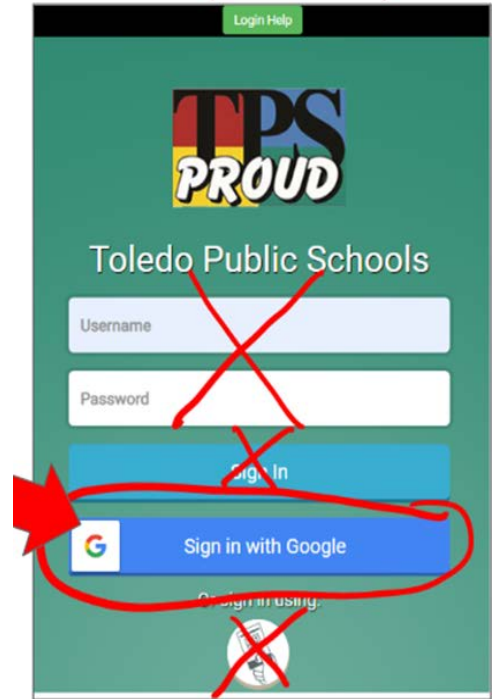 Login Help
TPS
PROUD
Toledo Public Schools
Username
Password
Sign In
G
Sign in with Google
Or sign in using: